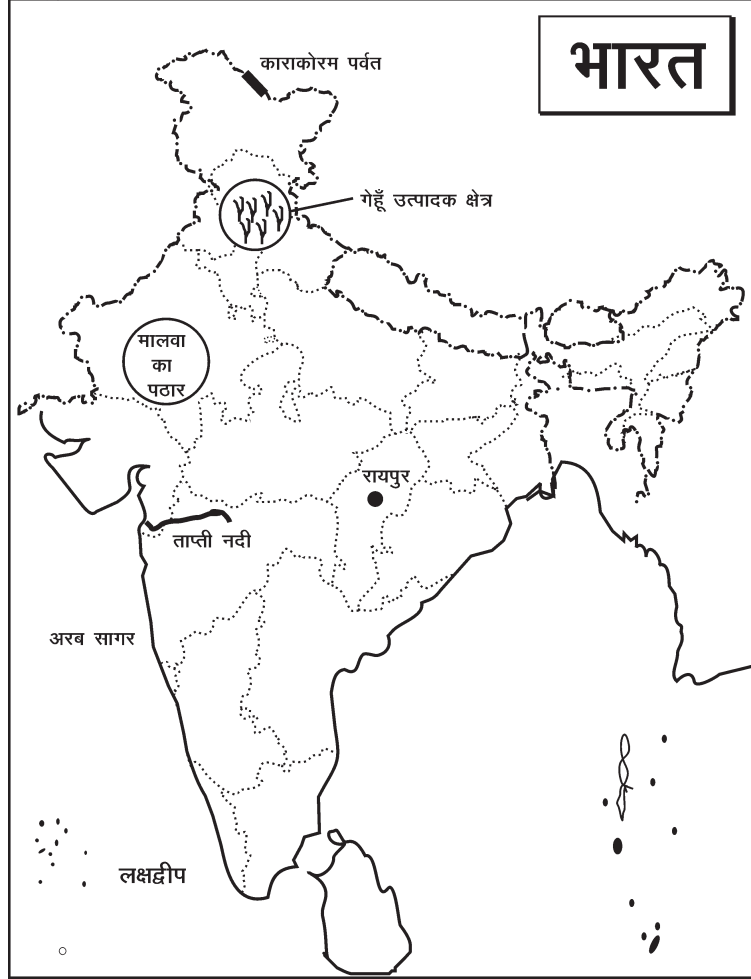 भारत
काराकोरम पर्वत
गेहूँ उत्पादक क्षेत्र
मालवा
का
पठार
रायपुर
ताप्ती नदी
अरब सागर
लक्षद्वीप